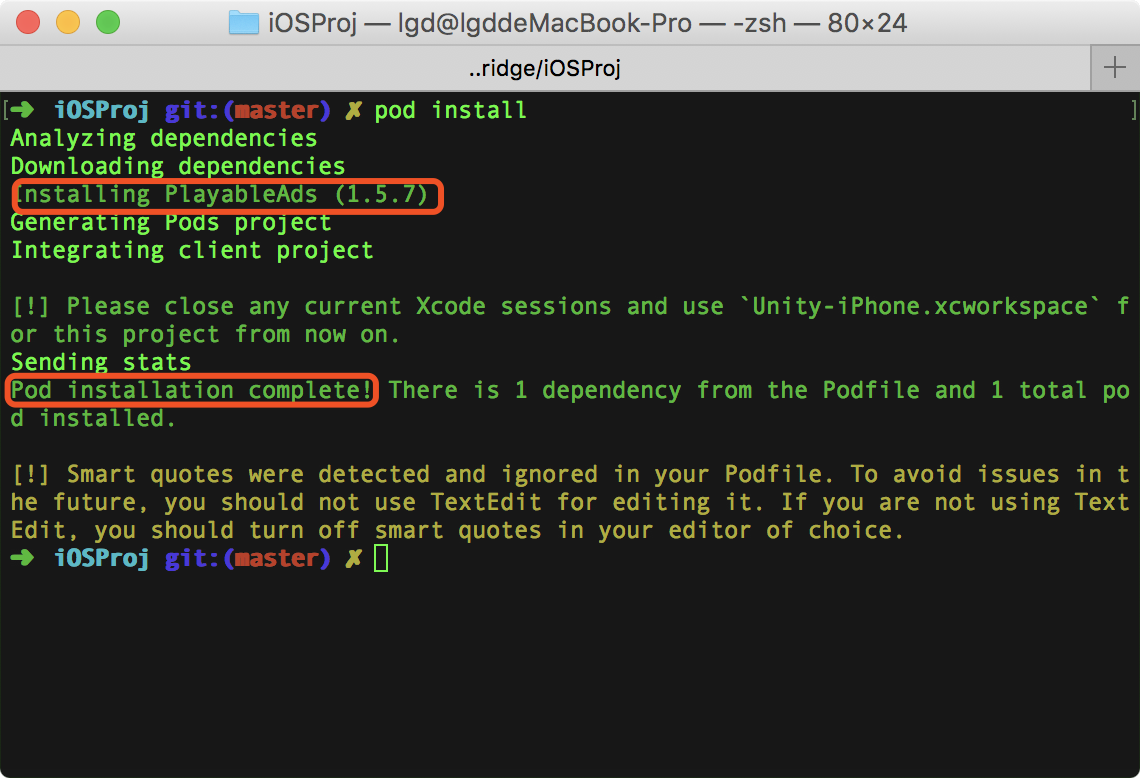 iOSProj — lgd@lgddeMacBook-Pro — -zsh — 80×24
..ridge/iOSProj
[➜ iOSProj git:(master) ✗ pod install ]
Analyzing dependencies
Downloading dependencies
Installing PlayableAds (1.5.7)
Generating Pods project
Integrating client project
[!] Please close any current Xcode sessions and use `Unity-iPhone.xcworkspace` f
or this project from now on.
Sending stats
Pod installation complete! There is 1 dependency from the Podfile and 1 total po
d installed.
[!] Smart quotes were detected and ignored in your Podfile. To avoid issues in t
he future, you should not use TextEdit for editing it. If you are not using Text
Edit, you should turn off smart quotes in your editor of choice.
➜ iOSProj git:(master) ✗